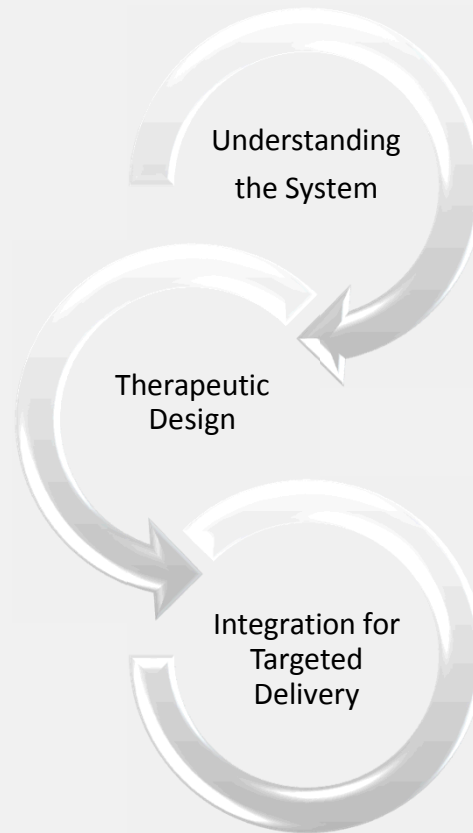 Understanding
the System
Therapeutic
Design
Integration for
Targeted
Delivery